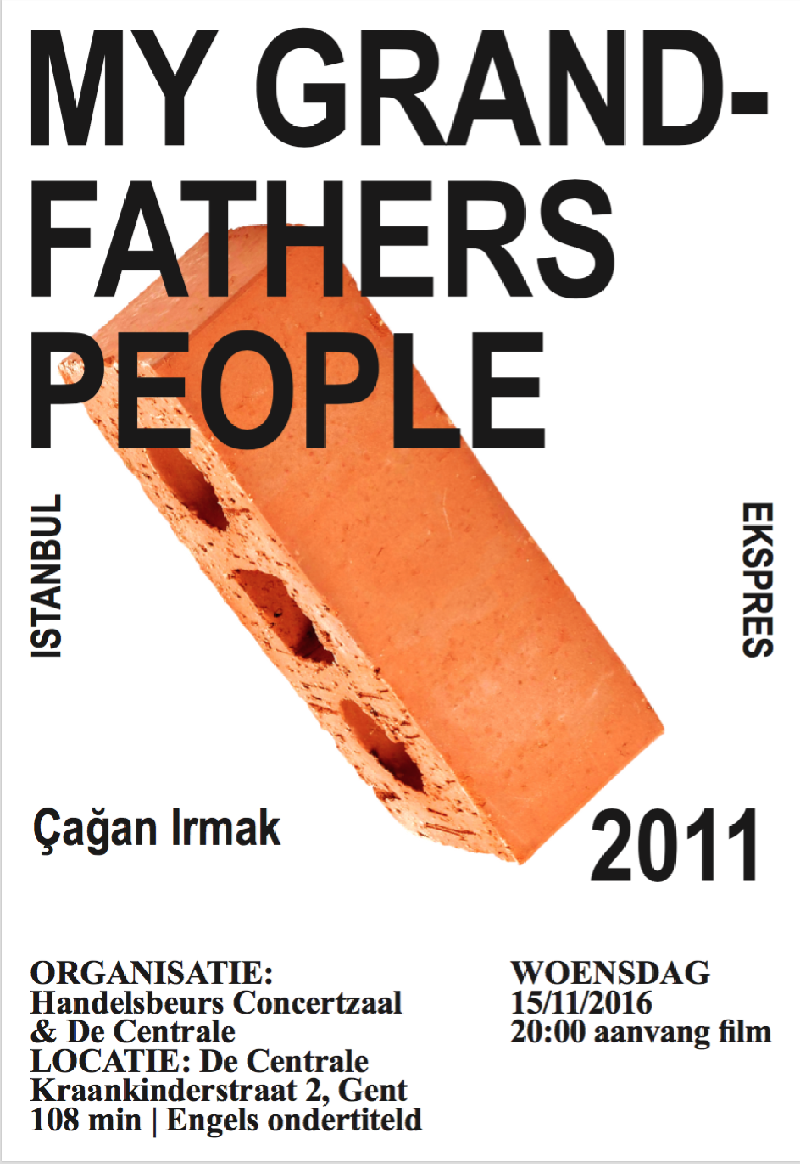 MY GRAND-
FATHERS
PEOPLE
ISTANBUL
EKSPRES
Çağan Irmak
2011
ORGANISATIE:
Handelsbeurs Concertzaal
& De Centrale
LOCATIE: De Centrale
Kraankinderstraat 2, Gent
108 min | Engels ondertiteld
WOENSDAG
15/11/2016
20:00 aanvang film